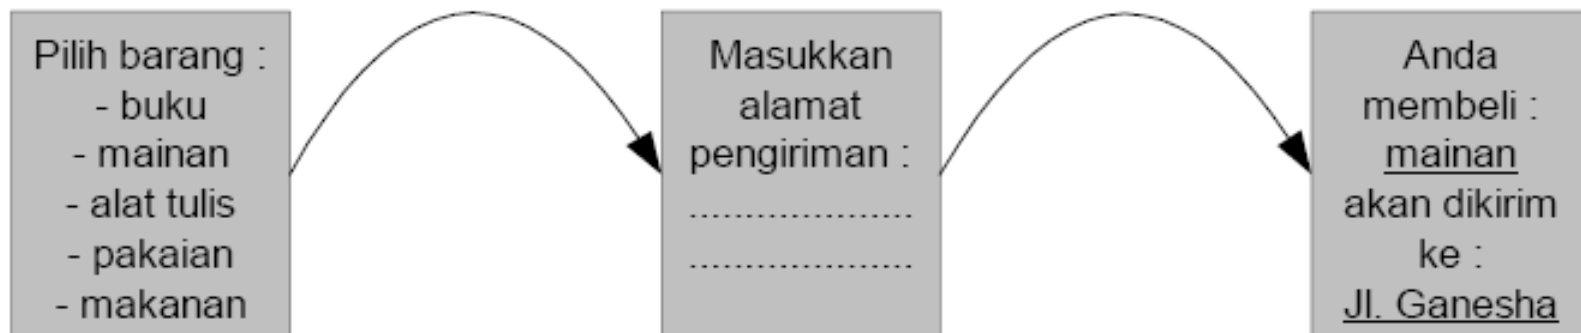 Pilih barang :
- buku
- mainan
- alat tulis
- pakaian
- makanan
Masukkan
alamat
pengiriman :
....................
....................
Anda
membeli :
mainan
akan dikirim
ke :
Jl. Ganesha